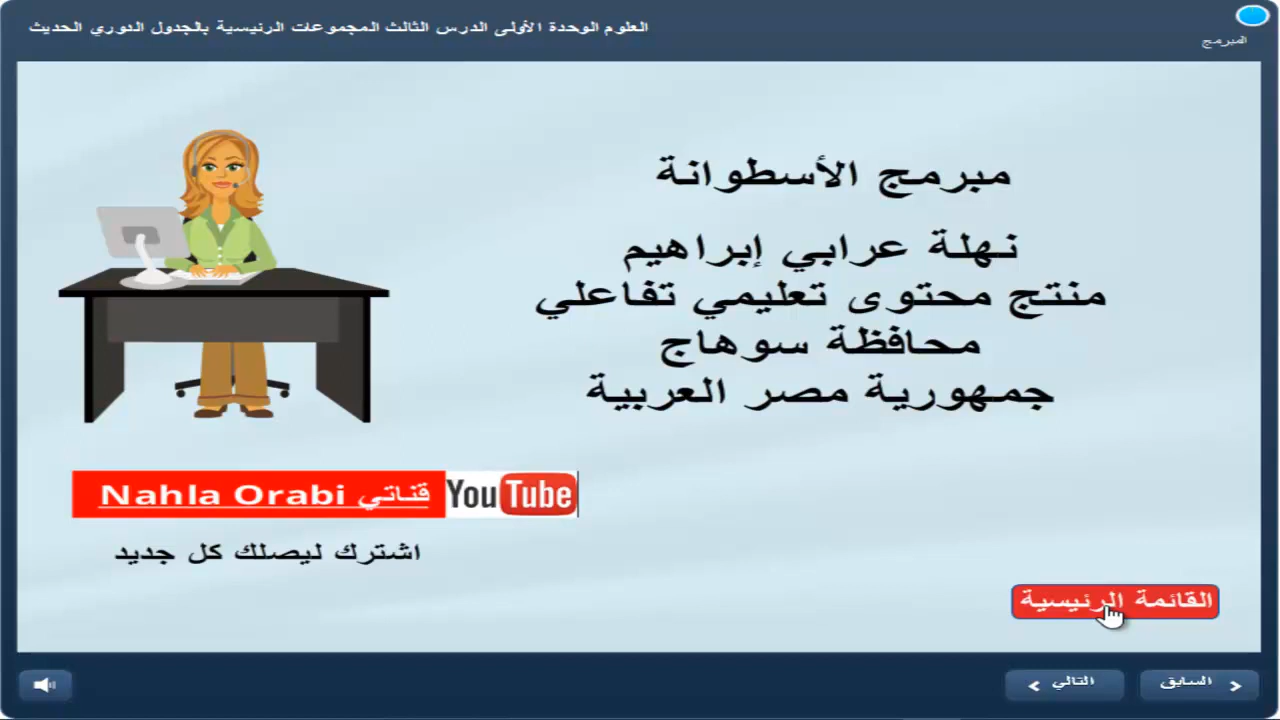 العلوم الوحدة الأولى الدرس الثالث المجموعات الرئيسية بالجدول الدوري الحديث
المبرمج
مبرمج الأسطوانة
نهلة عرابي إبراهيم
منتج محتوى تعليمي تفاعلي
محافظة سوهاج
جمهورية مصر العربية
قناتي Nahla Orabi
YouTube
اشترك ليصلك كل جديد
القائمة الرئيسية
السابق
التالي